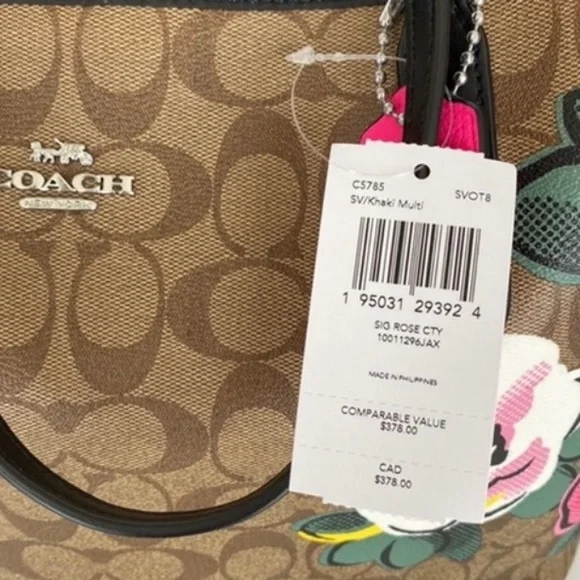 COACH
NEW YORK
C5785 SVOT8
SV/Khaki Multi
1 95031 29392 4
SIG ROSE CTY
10011296JAX
MADE IN PHILIPPINES
COMPARABLE VALUE
$378.00
CAD
$378.00